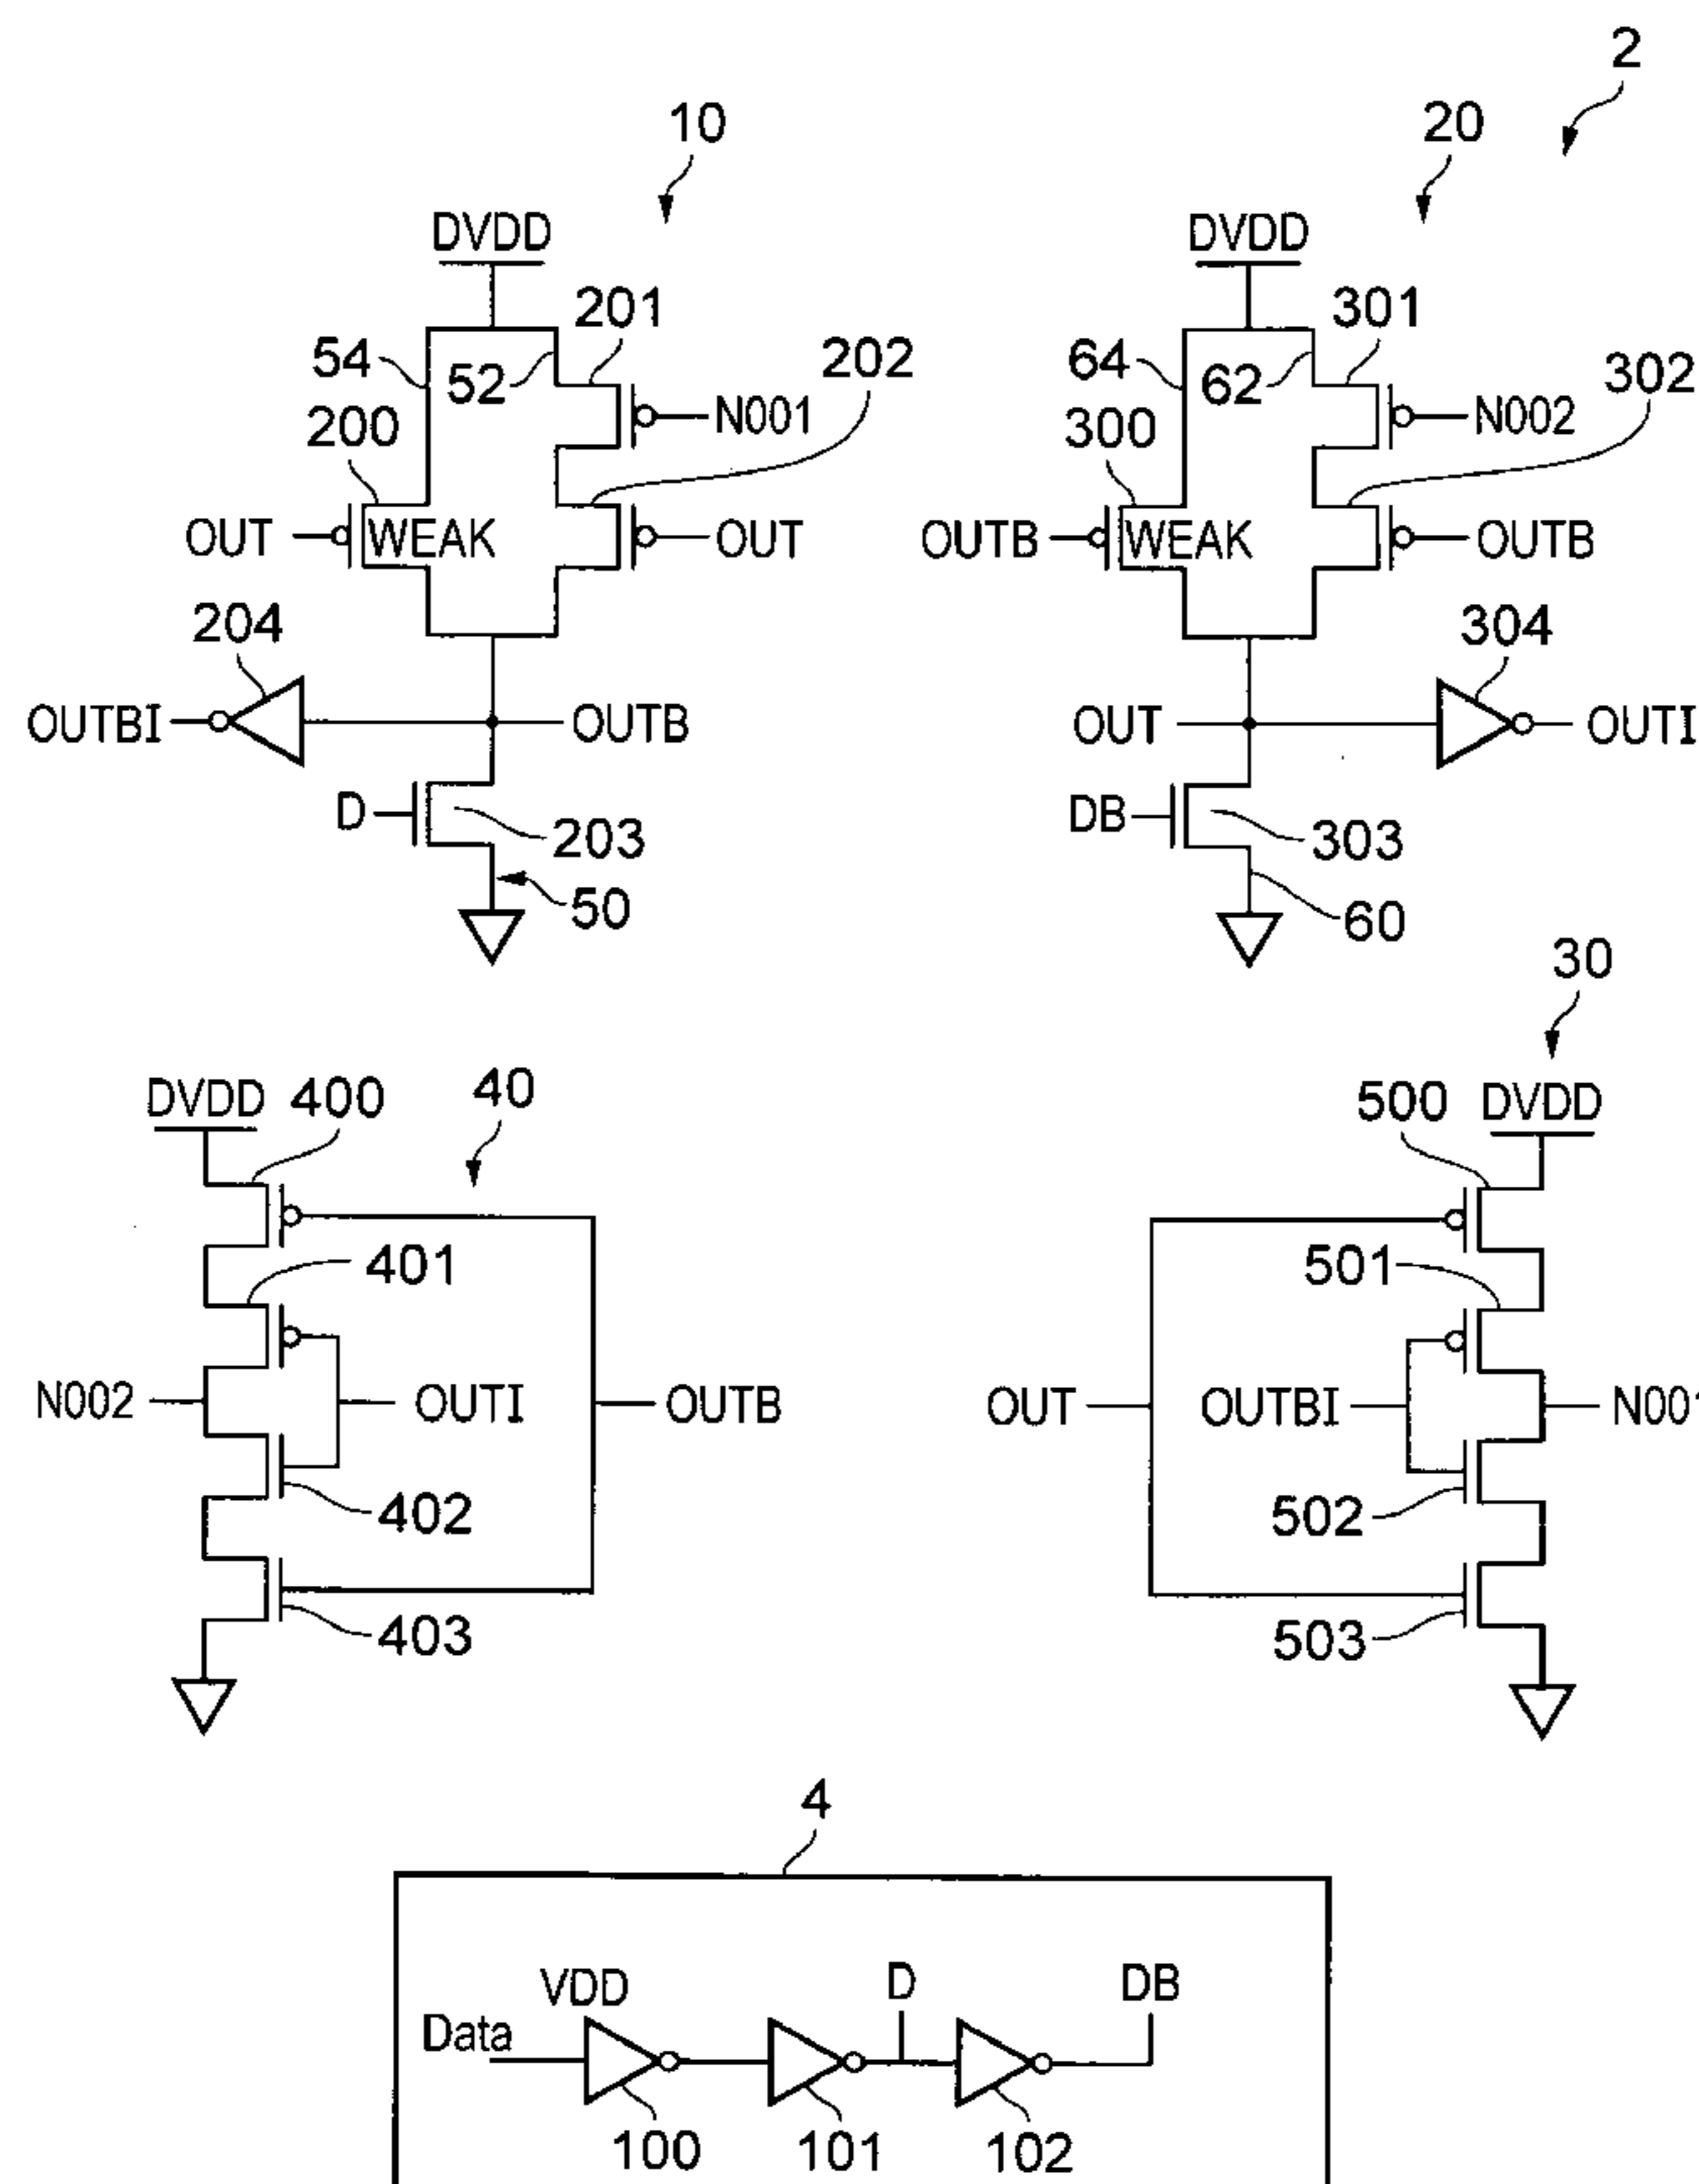 2
10
20
DVDD
DVDD
201
301
54
52
202
64
62
302
200
N001
300
N002
OUT
WEAK
OUT
OUTB
WEAK
OUTB
204
304
OUTBI
OUTB
OUT
OUTI
D
203
DB
303
50
60
30
DVDD
400
40
500
DVDD
401
501
N002
OUTI
OUTB
OUT
OUTBI
N001
402
502
403
503
4
VDD
D
DB
Data
100
101
102